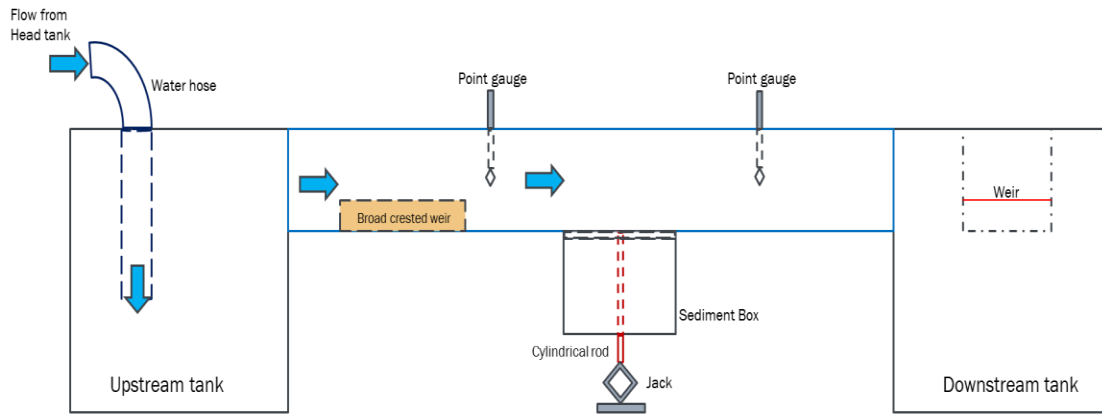 Flow from
Head tank
Water hose
Point gauge
Point gauge
Broad crested weir
Weir
Sediment Box
Cylindrical rod
Jack
Upstream tank
Downstream tank